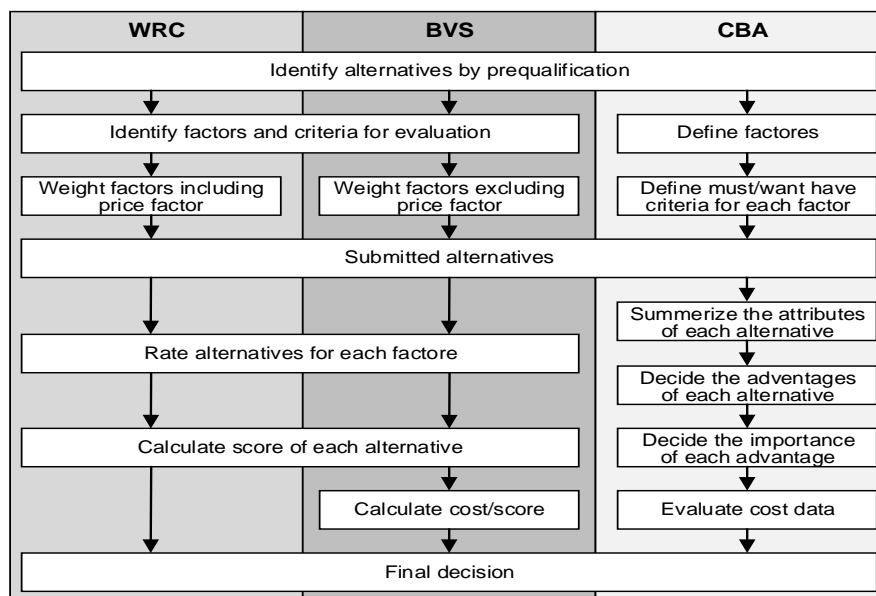 WRC
BVS
CBA
Identify alternatives by prequalification
Identify factors and criteria for evaluation
Define factores
Weight factors including
price factor
Weight factors excluding
price factor
Define must/want have
criteria for each factor
Submitted alternatives
Summerize the attributes
of each alternative
Rate alternatives for each factore
Decide the adventages
of each alternative
Calculate score of each alternative
Decide the importance
of each advantage
Calculate cost/score
Evaluate cost data
Final decision